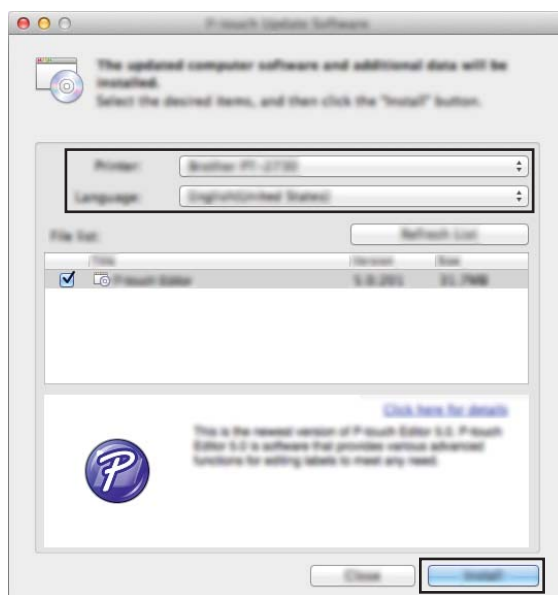 P-touch Update Software
The updated computer software and additional data will be
installed.
Select the desired items, and then click the "Install" button.
Printer:
Brother PT-2730
Language:
English(United States)
File list:
Refresh List
Title Version Size
P-touch Editor 5.0.201 31.7MB
Click here for details
This is the newest version of P-touch Editor 5.0. P-touch
Editor 5.0 is software that provides various advanced
functions for editing labels to meet any need.
P
Close Install